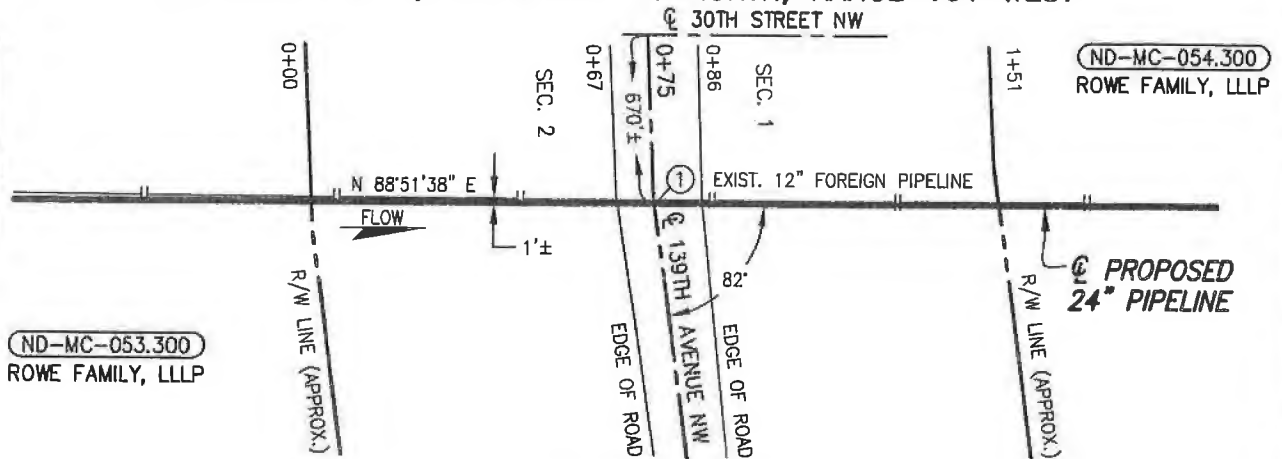 ℄ 30TH STREET NW
0+00
SEC. 2
0+67
670'±
0+75
0+86
SEC. 1
1+51
ND-MC-054.300
ROWE FAMILY, LLLP
N 88°51'38" E
1
EXIST. 12" FOREIGN PIPELINE
FLOW
1'±
℄ 139TH AVENUE NW
82°
℄ PROPOSED
24" PIPELINE
R/W LINE (APPROX.)
EDGE OF ROAD
EDGE OF ROAD
R/W LINE (APPROX.)
ND-MC-053.300
ROWE FAMILY, LLLP